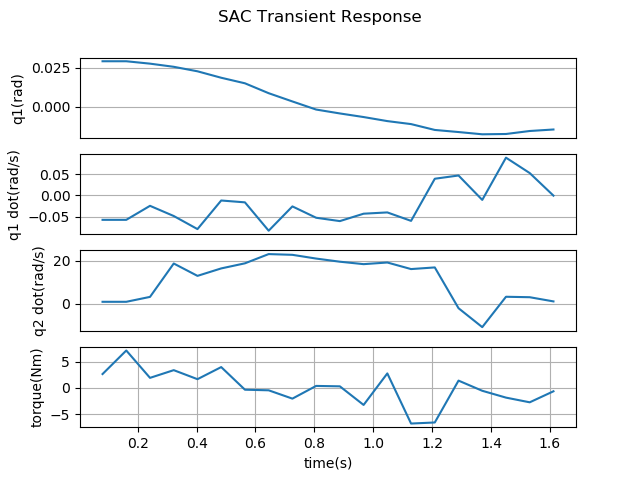 SAC Transient Response
q1(rad)
0.025
0.000
q1 dot(rad/s)
0.05
0.00
−0.05
q2 dot(rad/s)
20
0
torque(Nm)
5
0
−5
0.2 0.4 0.6 0.8 1.0 1.2 1.4 1.6
time(s)